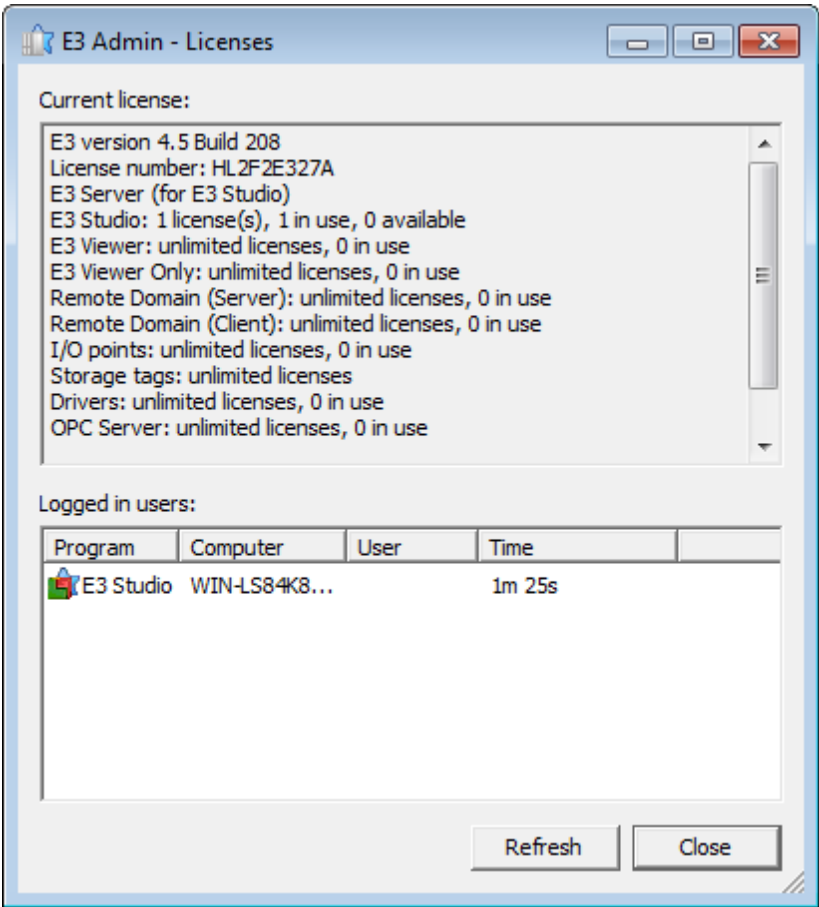 E3 Admin - Licenses
Current license:
E3 version 4.5 Build 208
License number: HL2F2E327A
E3 Server (for E3 Studio)
E3 Studio: 1 license(s), 1 in use, 0 available
E3 Viewer: unlimited licenses, 0 in use
E3 Viewer Only: unlimited licenses, 0 in use
Remote Domain (Server): unlimited licenses, 0 in use
Remote Domain (Client): unlimited licenses, 0 in use
I/O points: unlimited licenses, 0 in use
Storage tags: unlimited licenses
Drivers: unlimited licenses, 0 in use
OPC Server: unlimited licenses, 0 in use
Logged in users:
Program Computer User Time
E3 Studio WIN-LS84K8... 1m 25s
Refresh Close